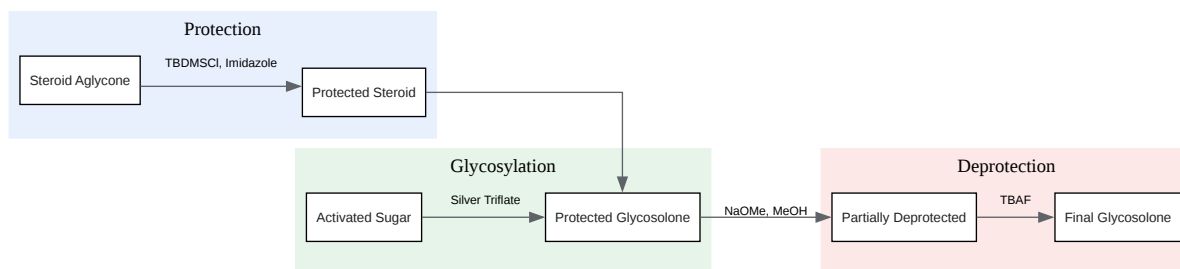 Protection
Steroid Aglycone
TBDMSCl, Imidazole
Protected Steroid
Glycosylation
Activated Sugar
Silver Triflate
Protected Glycosolone
NaOMe, MeOH
Deprotection
Partially Deprotected
TBAF
Final Glycosolone